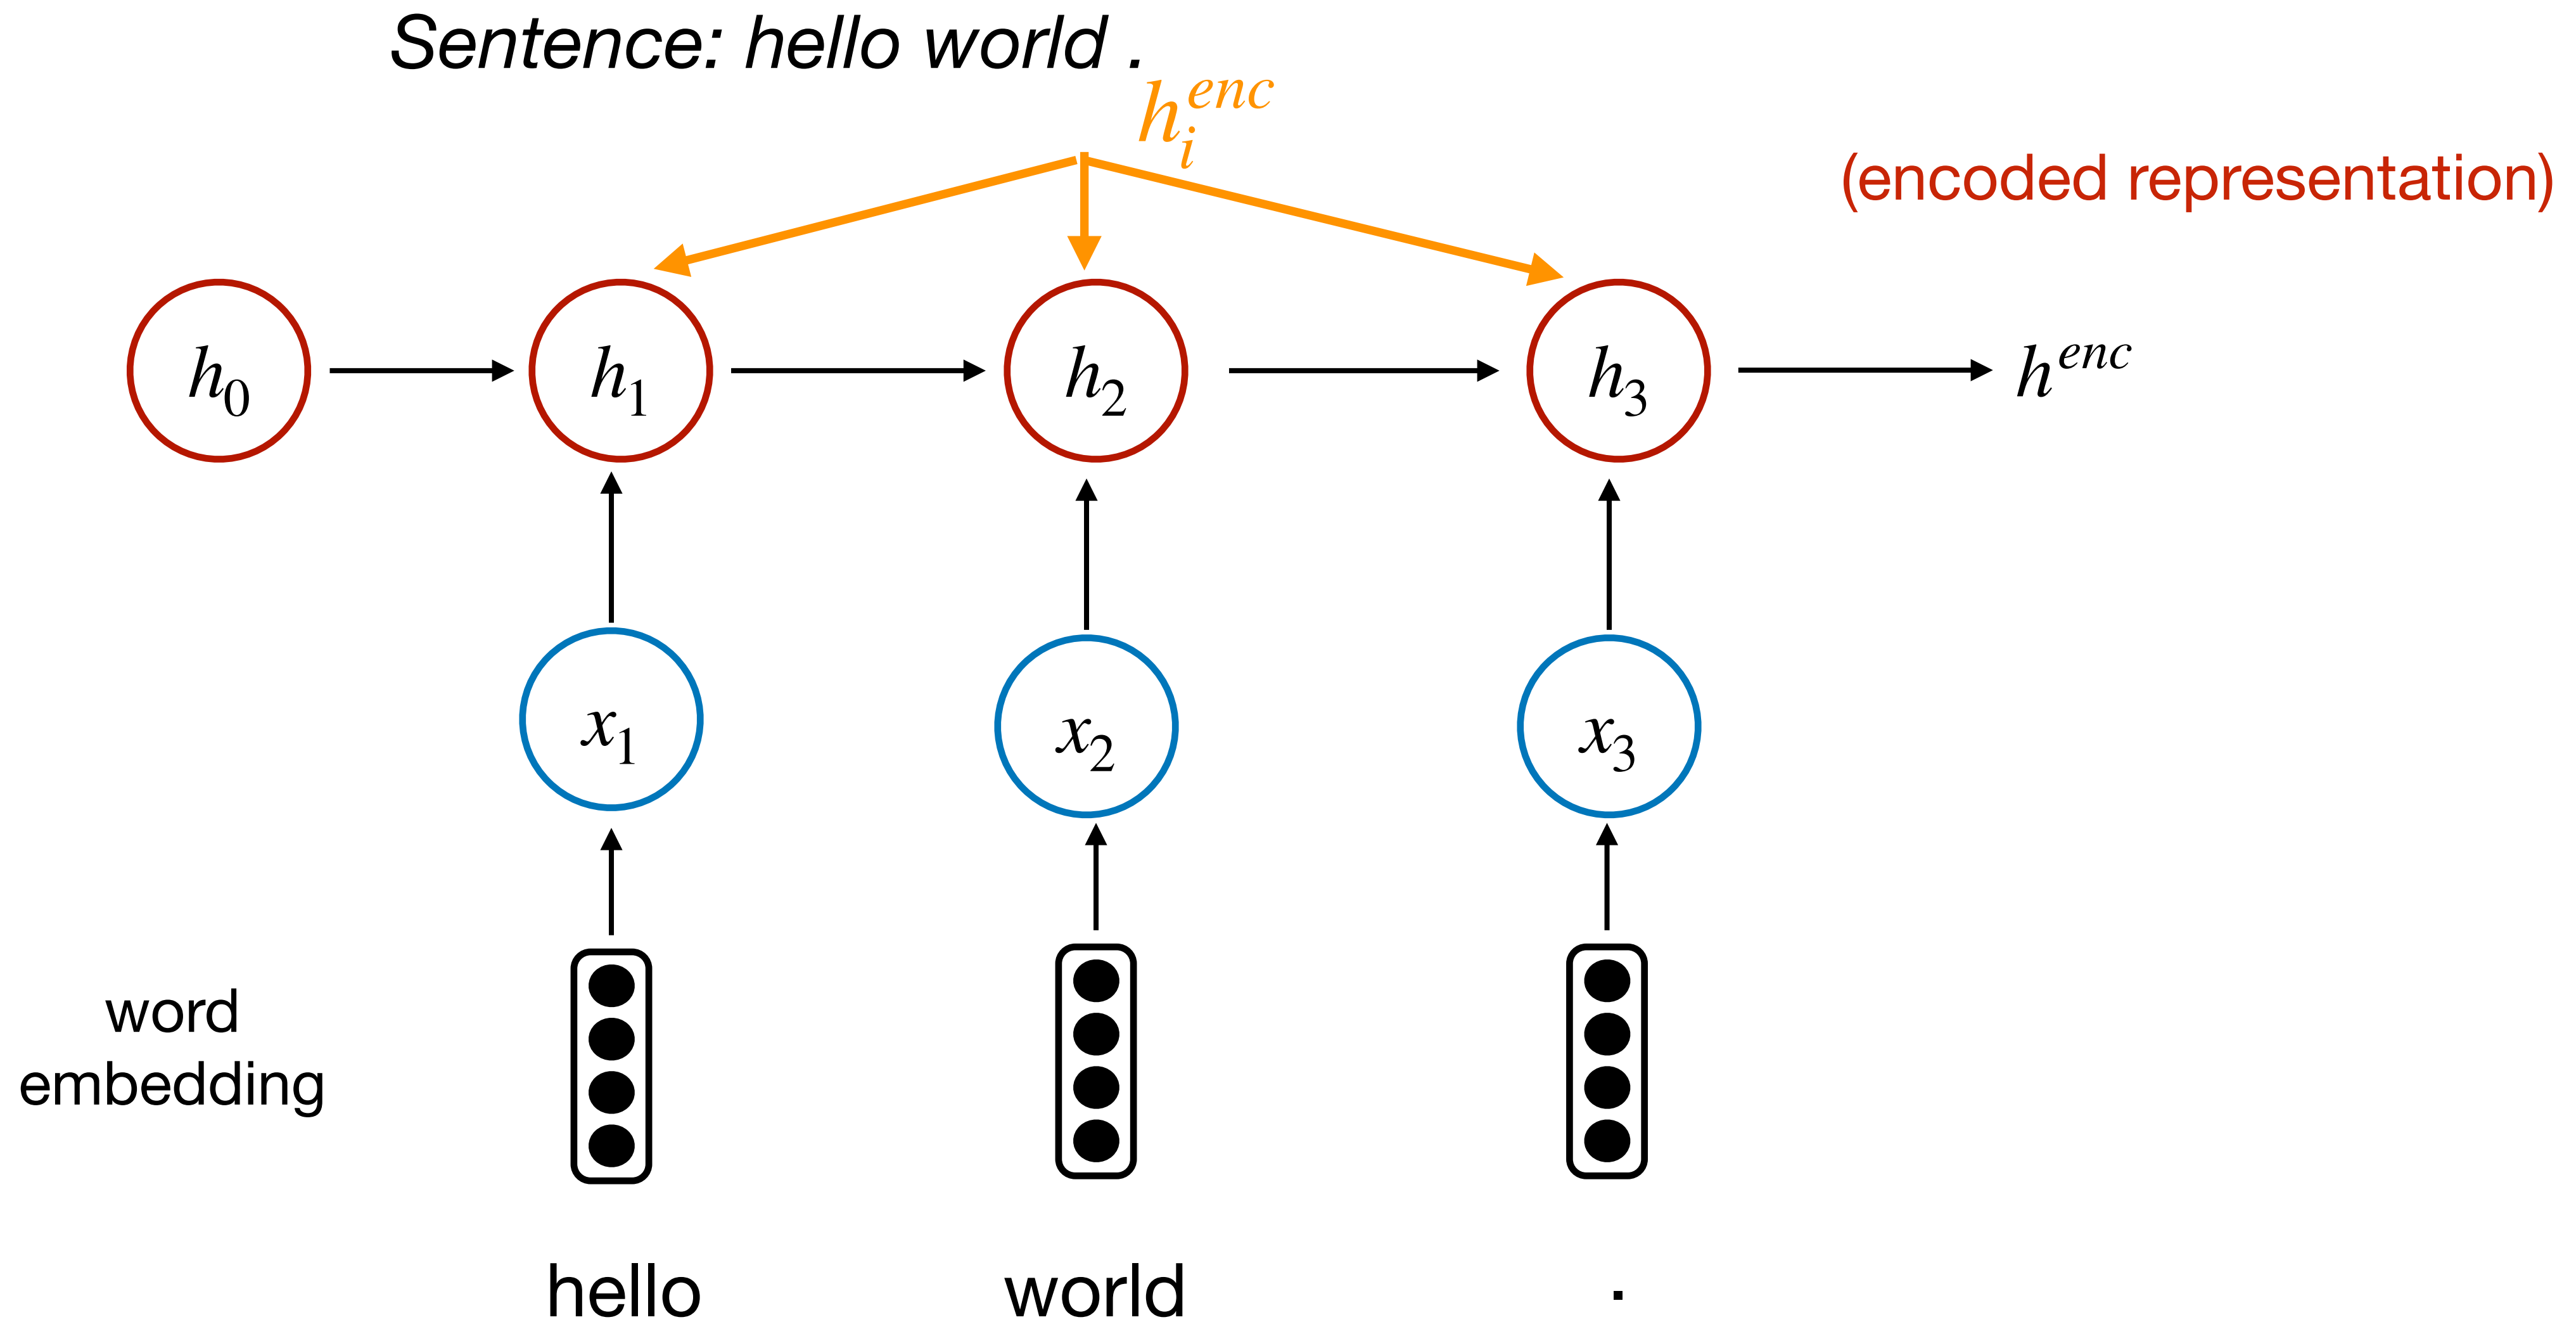 Sentence: hello world .
h_i^{enc}
(encoded representation)
h_0 h_1 h_2 h_3 h^{enc}
x_1 x_2 x_3
word
embedding
hello world .